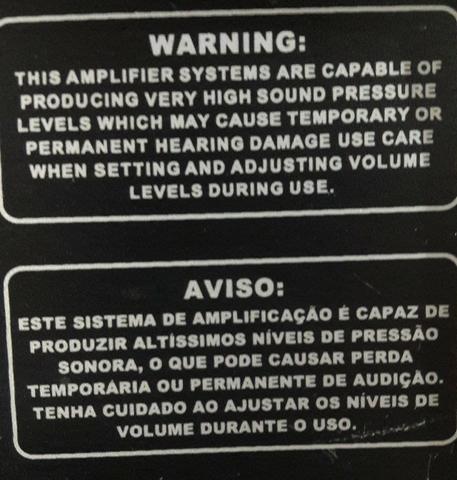 WARNING:
THIS AMPLIFIER SYSTEMS ARE CAPABLE OF
PRODUCING VERY HIGH SOUND PRESSURE
LEVELS WHICH MAY CAUSE TEMPORARY OR
PERMANENT HEARING DAMAGE USE CARE
WHEN SETTING AND ADJUSTING VOLUME
LEVELS DURING USE.
AVISO:
ESTE SISTEMA DE AMPLIFICAÇÃO É CAPAZ DE
PRODUZIR ALTÍSSIMOS NÍVEIS DE PRESSÃO
SONORA, O QUE PODE CAUSAR PERDA
TEMPORÁRIA OU PERMANENTE DE AUDIÇÃO.
TENHA CUIDADO AO AJUSTAR OS NÍVEIS DE
VOLUME DURANTE O USO.